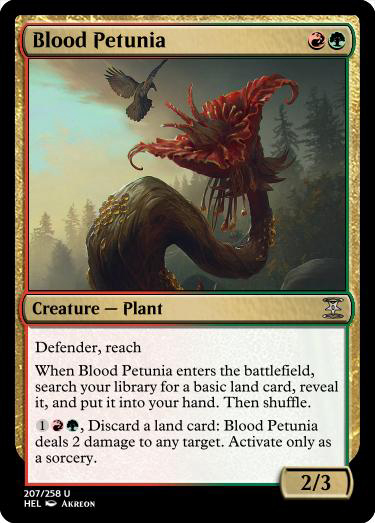 Blood Petunia
Creature — Plant
Defender, reach
When Blood Petunia enters the battlefield,
search your library for a basic land card, reveal
it, and put it into your hand. Then shuffle.
1, Discard a land card: Blood Petunia
deals 2 damage to any target. Activate only as
a sorcery.
2/3
207/258 U
HEL Akreon